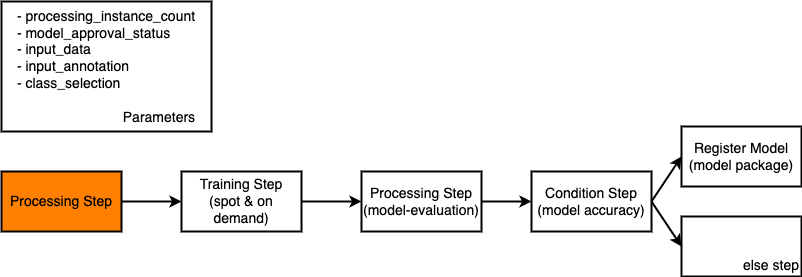 - processing_instance_count
- model_approval_status
- input_data
- input_annotation
- class_selection
Parameters
Processing Step
Training Step
(spot & on
demand)
Processing Step
(model-evaluation)
Condition Step
(model accuracy)
Register Model
(model package)
else step